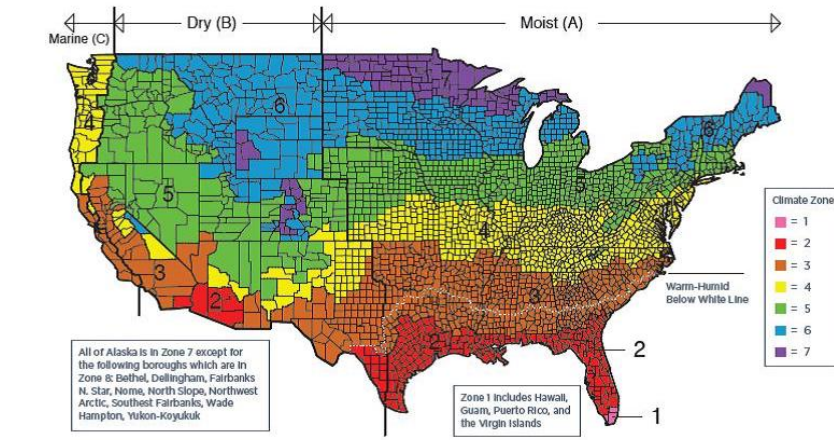 Dry (B)
Moist (A)
Marine (C)
7
6
6
4
5
5
4
3
3
2
2
Climate Zone
= 1
= 2
= 3
= 4
= 5
= 6
= 7
Warm-Humid
Below White Line
All of Alaska is in Zone 7 except for
the following boroughs which are in
Zone 8: Bethel, Dellingham, Fairbanks
N. Star, Nome, North Slope, Northwest
Arctic, Southest Fairbanks, Wade
Hampton, Yukon-Koyukuk
Zone 1 includes Hawaii,
Guam, Puerto Rico, and
the Virgin Islands
2
1